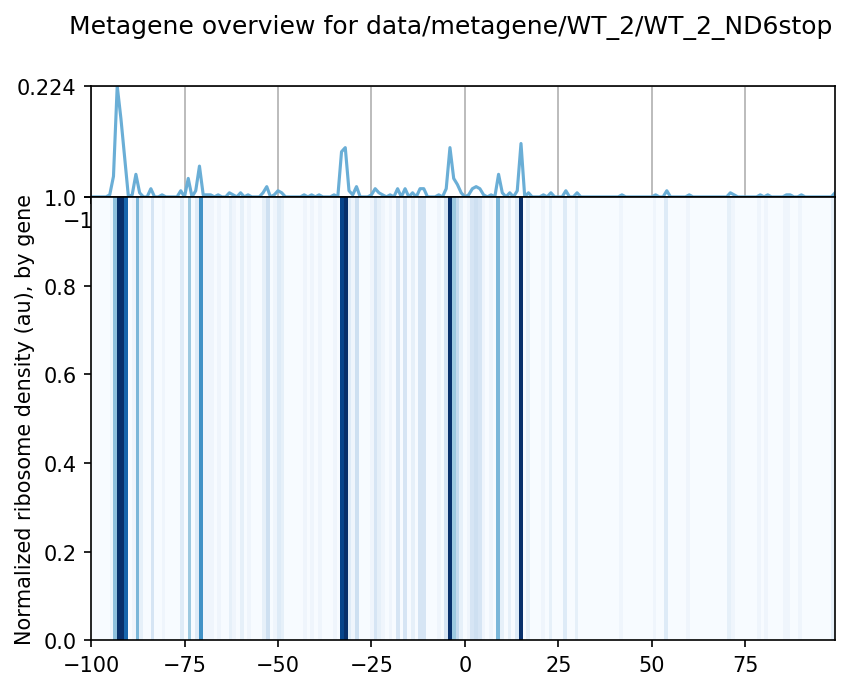 Metagene overview for data/metagene/WT_2/WT_2_ND6stop
0.224
1.0
−1
0.8
0.6
0.4
0.2
0.0
Normalized ribosome density (au), by gene
−100 −75 −50 −25 0 25 50 75